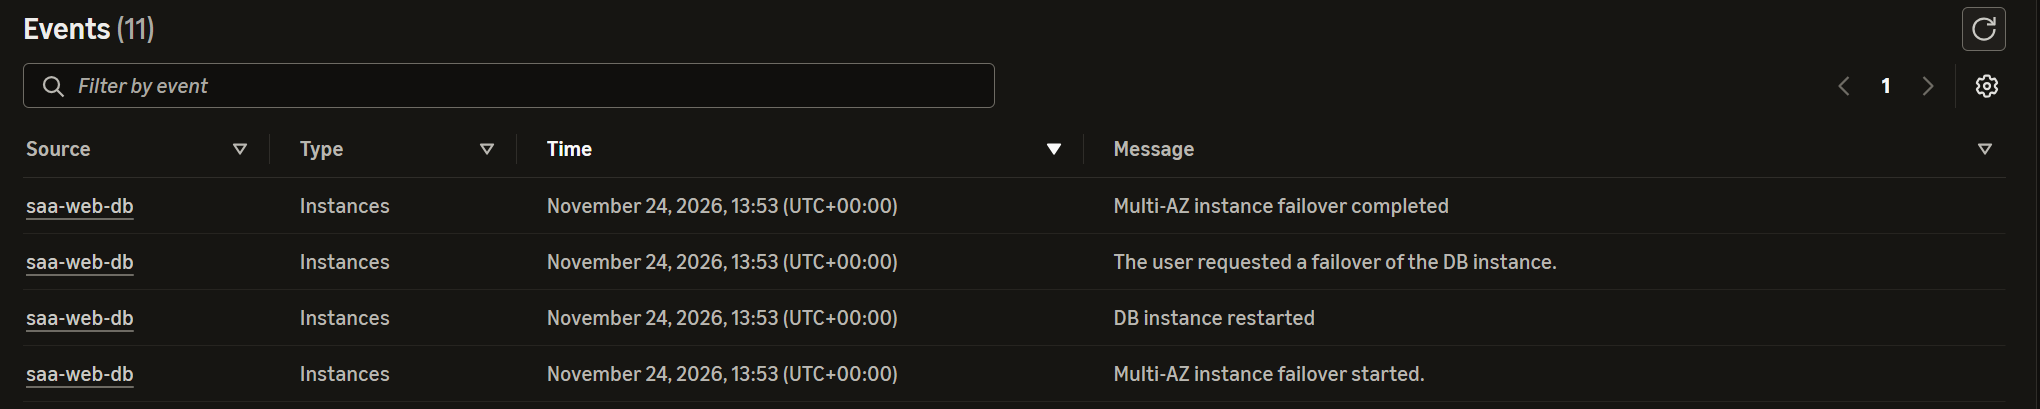 Events (11)
Filter by event
1
Source Type Time Message
saa-web-db Instances November 24, 2026, 13:53 (UTC+00:00) Multi-AZ instance failover completed
saa-web-db Instances November 24, 2026, 13:53 (UTC+00:00) The user requested a failover of the DB instance.
saa-web-db Instances November 24, 2026, 13:53 (UTC+00:00) DB instance restarted
saa-web-db Instances November 24, 2026, 13:53 (UTC+00:00) Multi-AZ instance failover started.